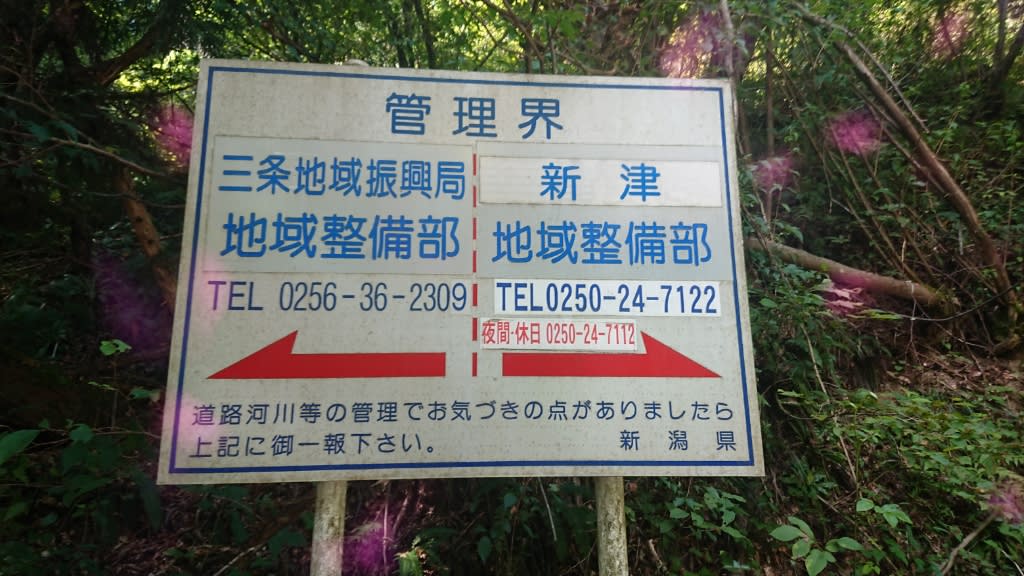 管理界
三条地域振興局
地域整備部
TEL 0256-36-2309
新津
地域整備部
TEL0250-24-7122
夜間・休日 0250-24-7112
道路河川等の管理でお気づきの点がありましたら
上記に御一報下さい。 新潟県